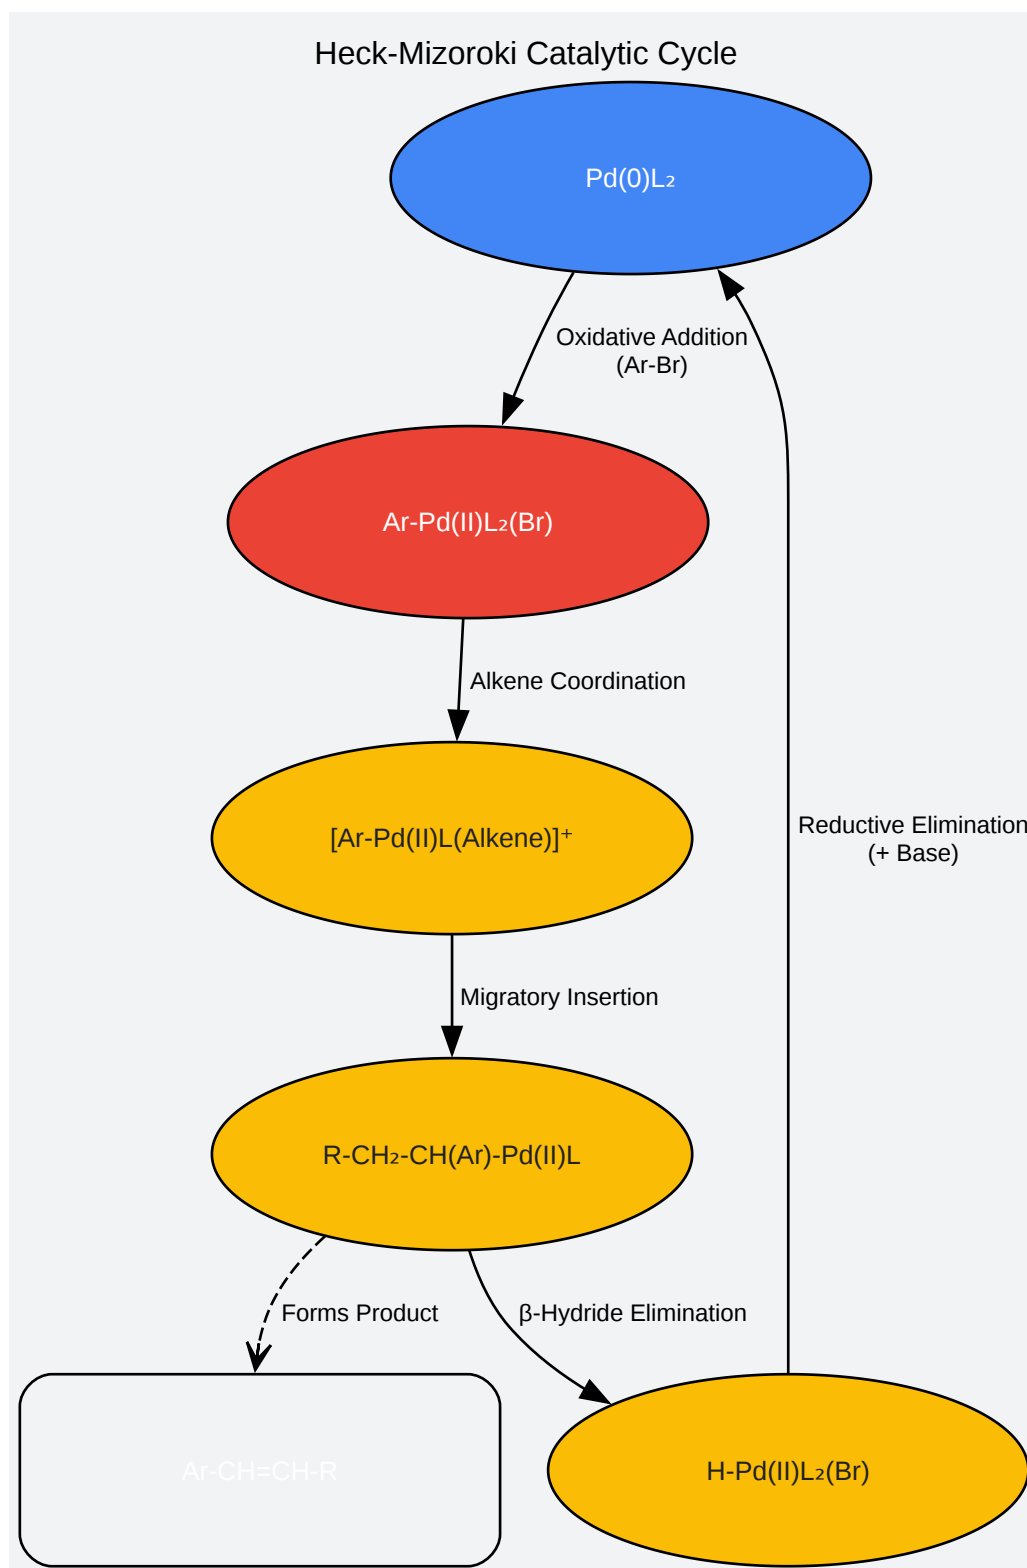 Heck-Mizoroki Catalytic Cycle
Pd(0)L₂
Oxidative Addition
(Ar-Br)
Ar-Pd(II)L₂(Br)
Alkene Coordination
[Ar-Pd(II)L(Alkene)]⁺
Reductive Elimination
(+ Base)
Migratory Insertion
R-CH₂-CH(Ar)-Pd(II)L
Forms Product
β-Hydride Elimination
Ar-CH=CH-R
H-Pd(II)L₂(Br)